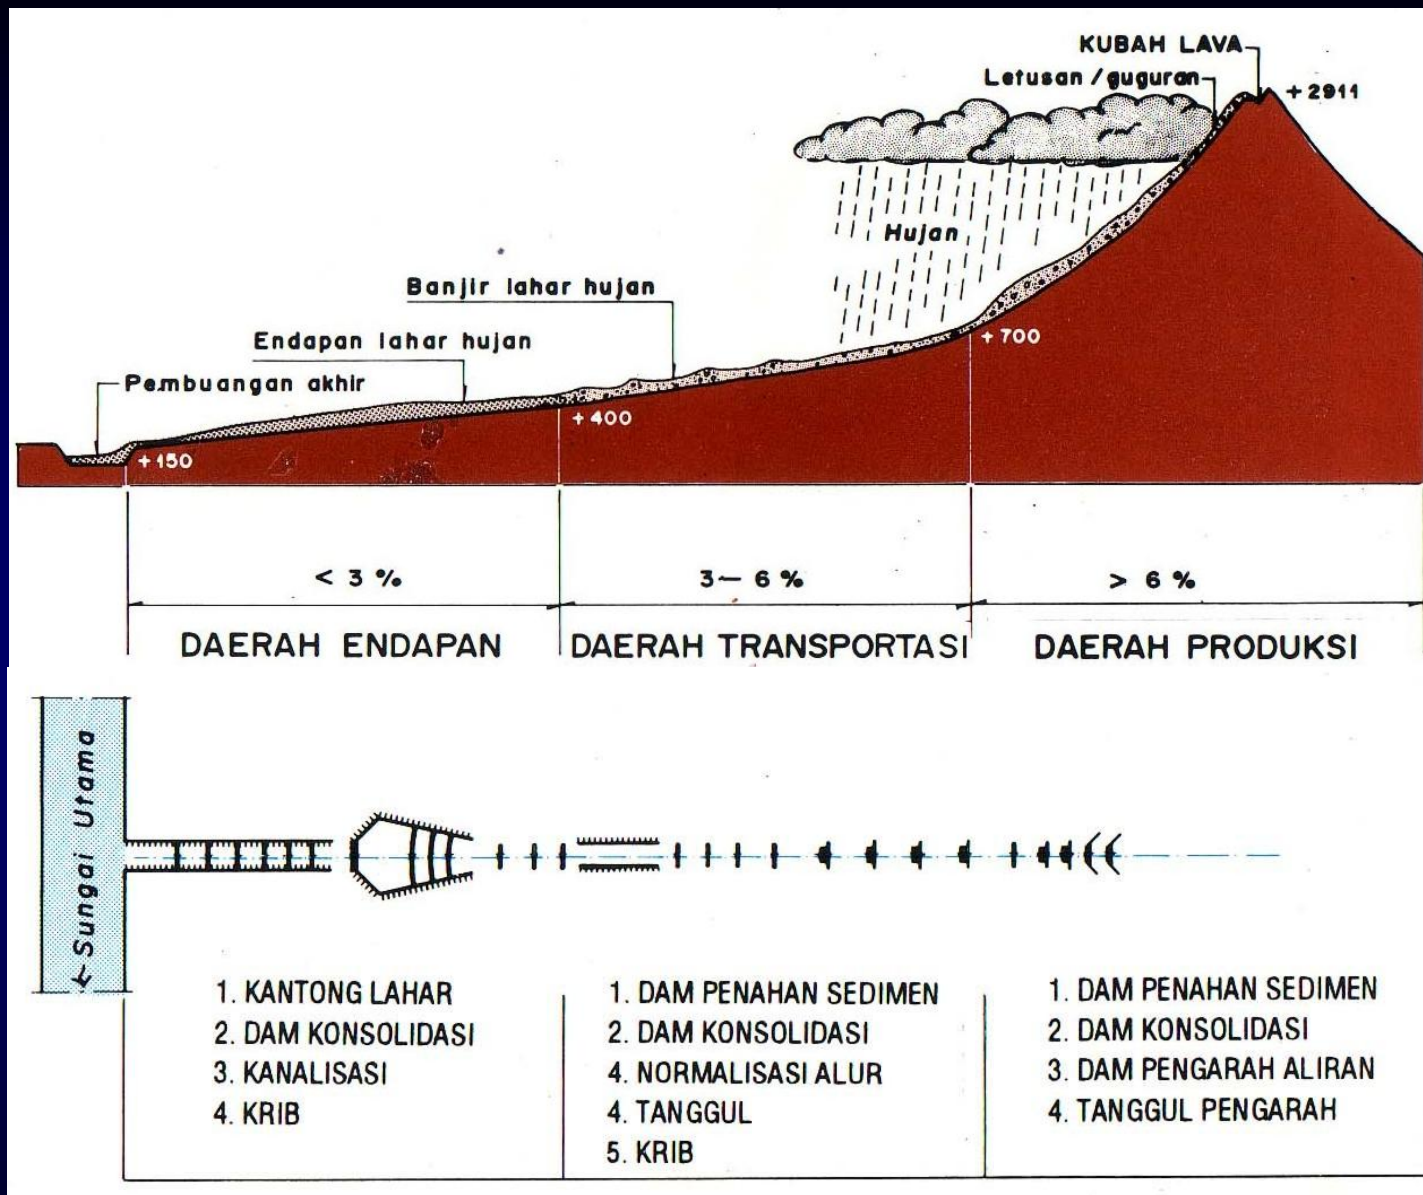 KUBAH LAVA
Letusan / guguran
+ 2911
Hujan
Banjir lahar hujan
Endapan lahar hujan
Pembuangan akhir
+ 700
+ 400
+ 150
< 3 %
3 – 6 %
> 6 %
DAERAH ENDAPAN
DAERAH TRANSPORTASI
DAERAH PRODUKSI
Sungai Utama
1. KANTONG LAHAR
2. DAM KONSOLIDASI
3. KANALISASI
4. KRIB
1. DAM PENAHAN SEDIMEN
2. DAM KONSOLIDASI
4. NORMALISASI ALUR
4. TANGGUL
5. KRIB
1. DAM PENAHAN SEDIMEN
2. DAM KONSOLIDASI
3. DAM PENGARAH ALIRAN
4. TANGGUL PENGARAH